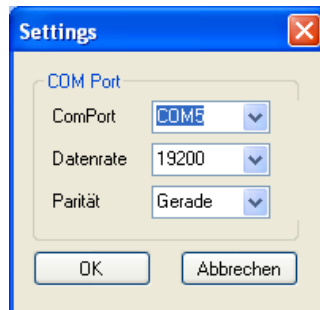 Settings
COM Port
ComPort COM5
Datenrate 19200
Parität Gerade
OK Abbrechen